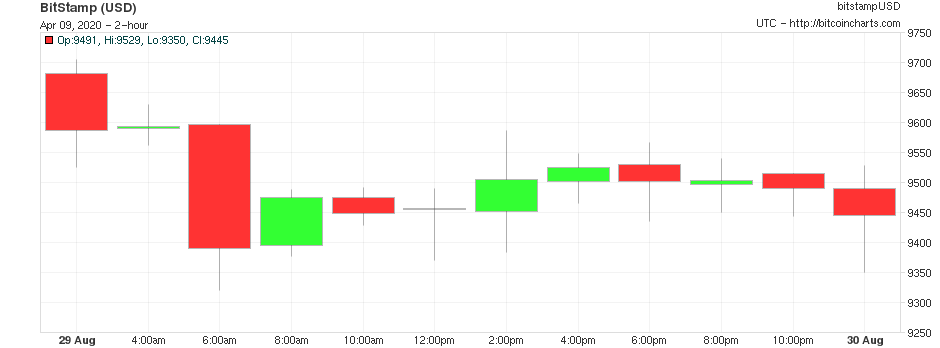 BitStamp (USD)
bitstampUSD
Apr 09, 2020 - 2-hour
UTC - http://bitcoincharts.com
Op:9491, Hi:9529, Lo:9350, Cl:9445
9750
9700
9650
9600
9550
9500
9450
9400
9350
9300
9250
29 Aug 4:00am 6:00am 8:00am 10:00am 12:00pm 2:00pm 4:00pm 6:00pm 8:00pm 10:00pm 30 Aug